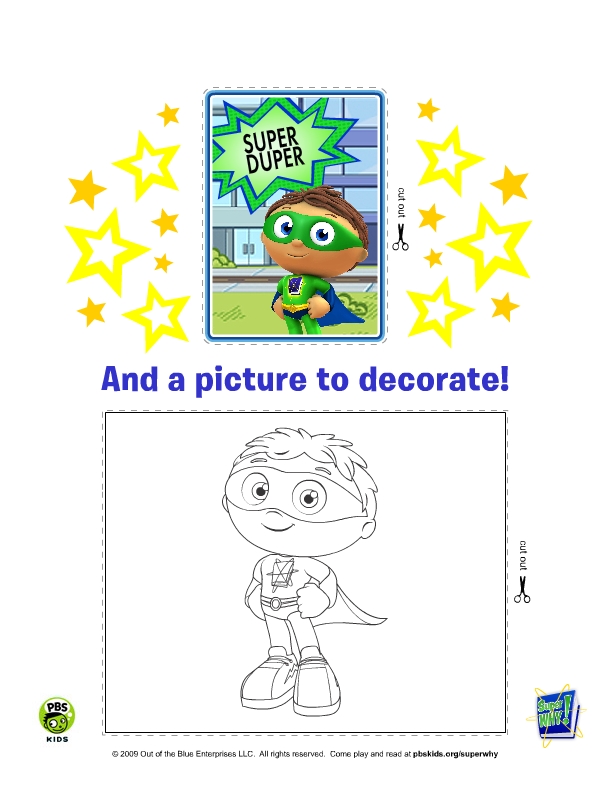 SUPER
DUPER
cut out
And a picture to decorate!
cut out
PBS
KIDS
SUPER
WHY!
© 2009 Out of the Blue Enterprises LLC. All rights reserved. Come play and read at pbskids.org/superwhy